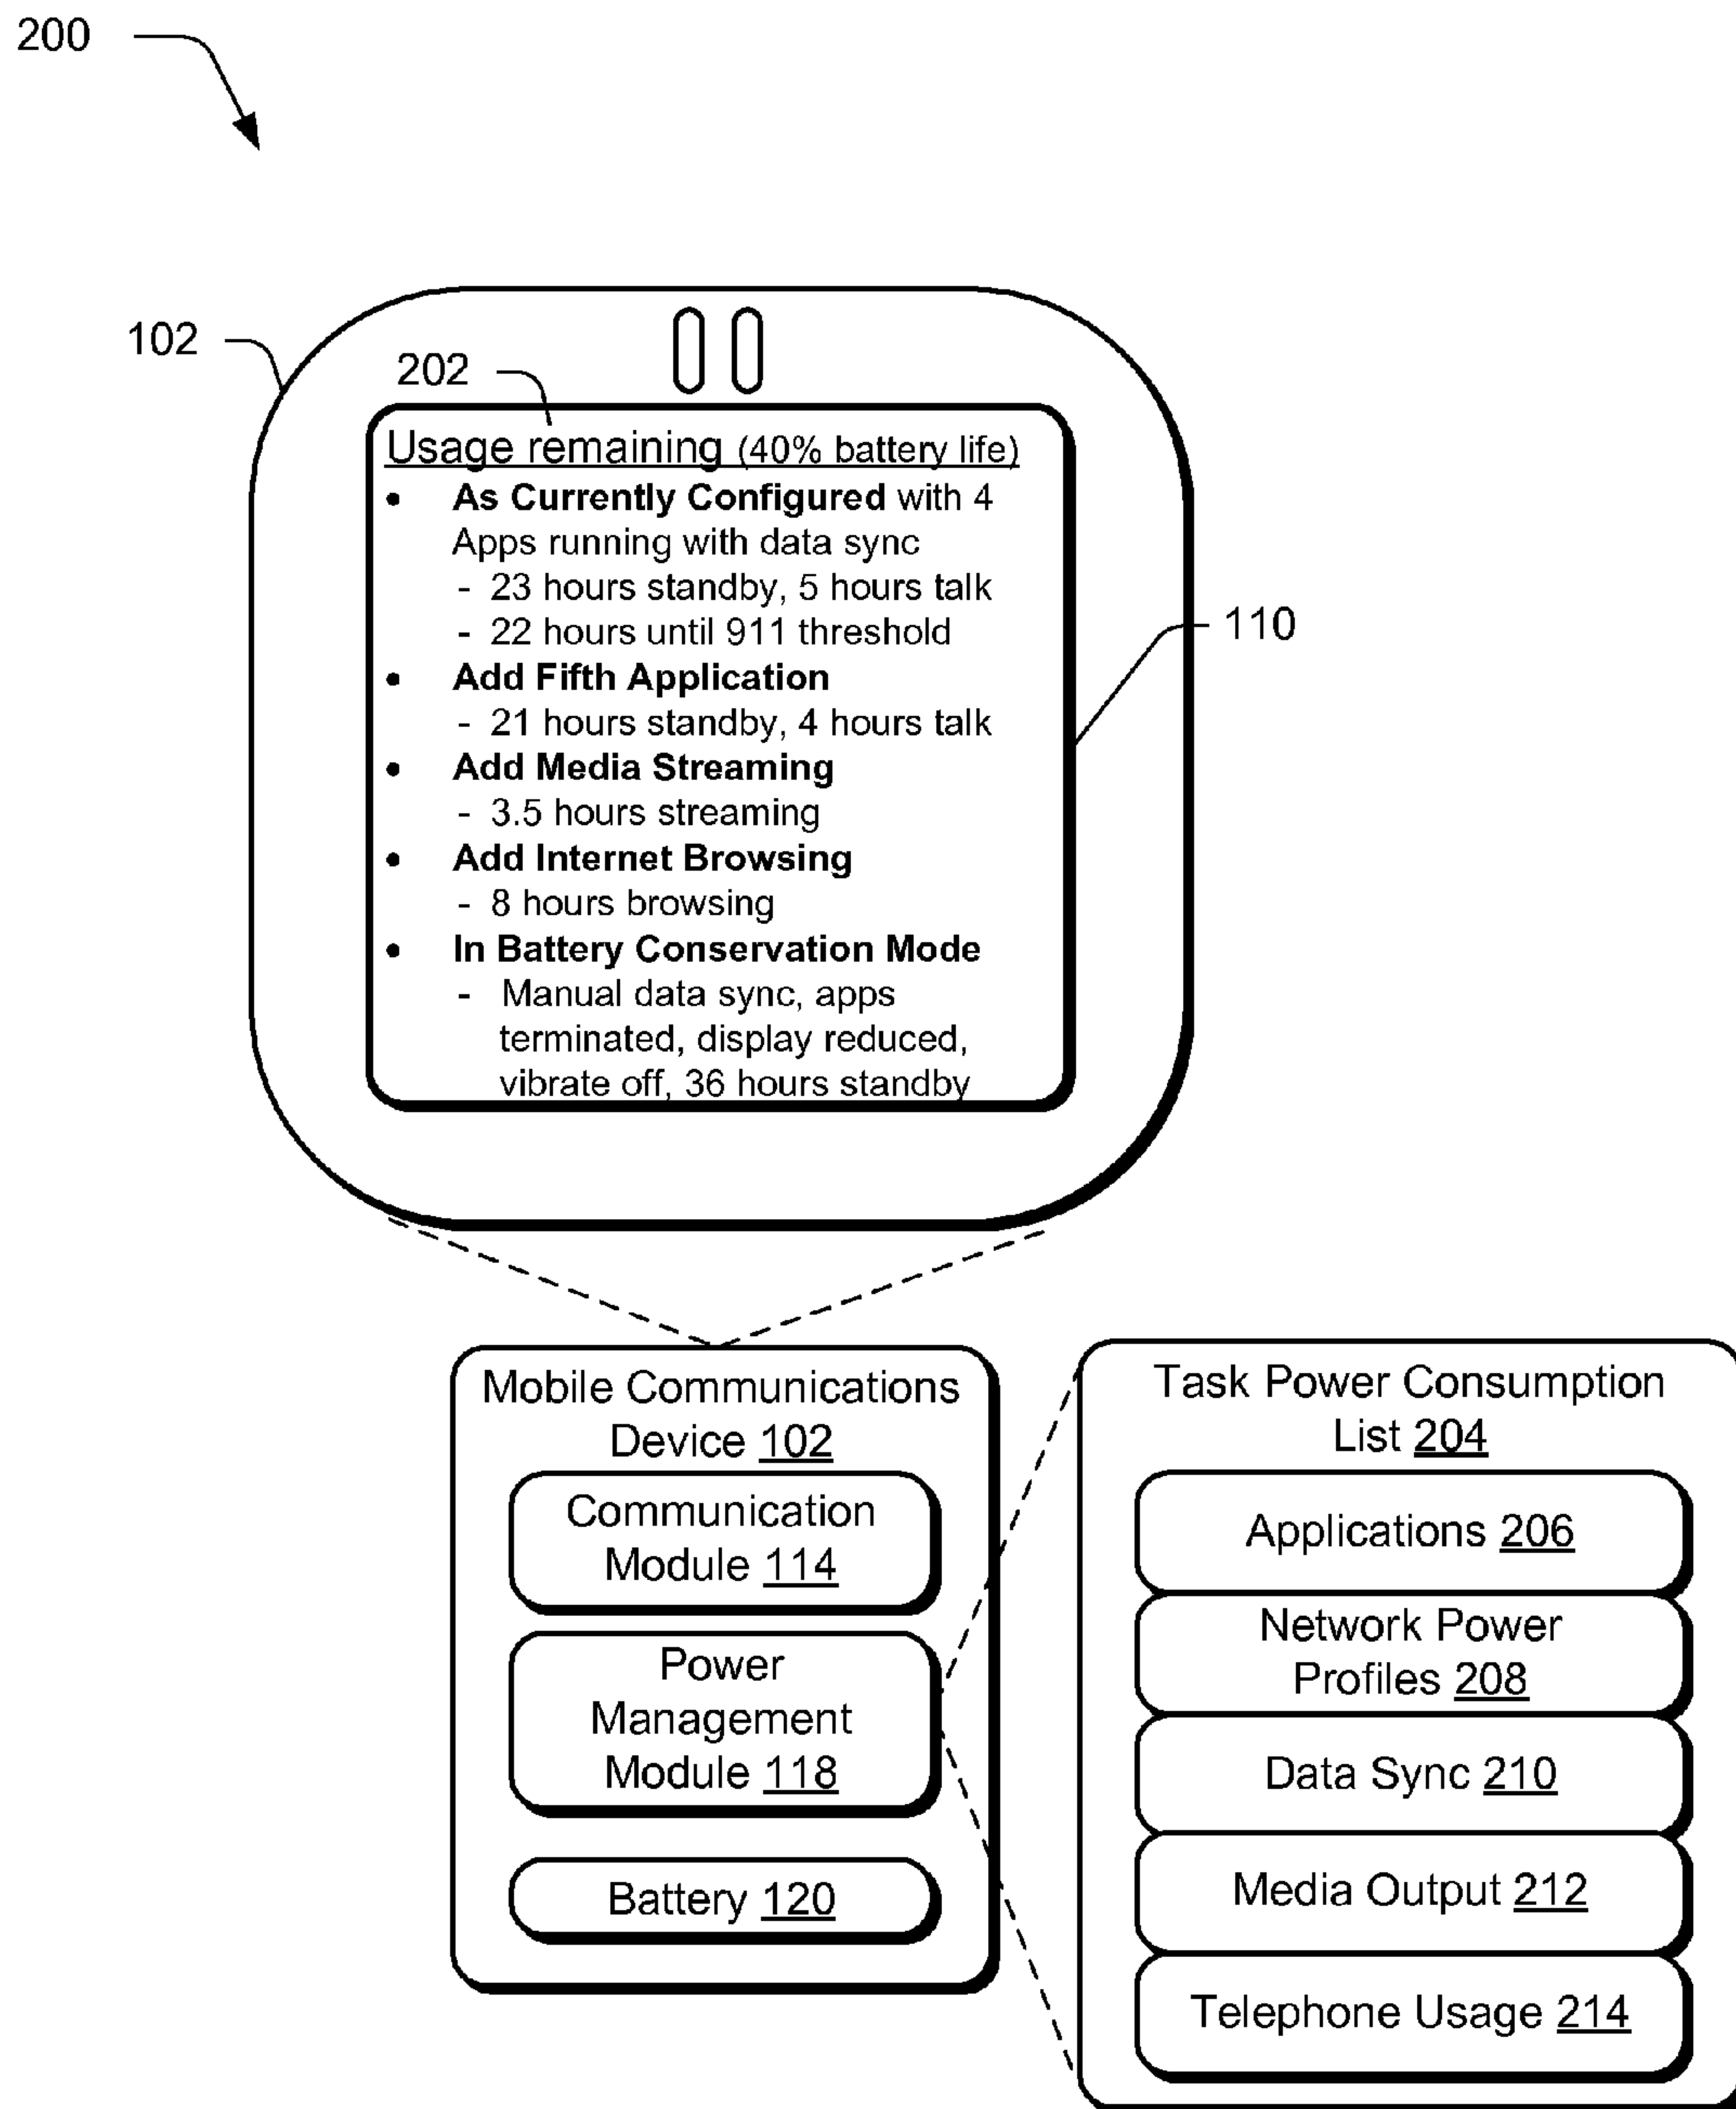 200
102
202
Usage remaining (40% battery life)
• As Currently Configured with 4
Apps running with data sync
- 23 hours standby, 5 hours talk
- 22 hours until 911 threshold
110
• Add Fifth Application
- 21 hours standby, 4 hours talk
• Add Media Streaming
- 3.5 hours streaming
• Add Internet Browsing
- 8 hours browsing
• In Battery Conservation Mode
- Manual data sync, apps
terminated, display reduced,
vibrate off, 36 hours standby
Mobile Communications
Device 102
Communication
Module 114
Power
Management
Module 118
Battery 120
Task Power Consumption
List 204
Applications 206
Network Power
Profiles 208
Data Sync 210
Media Output 212
Telephone Usage 214